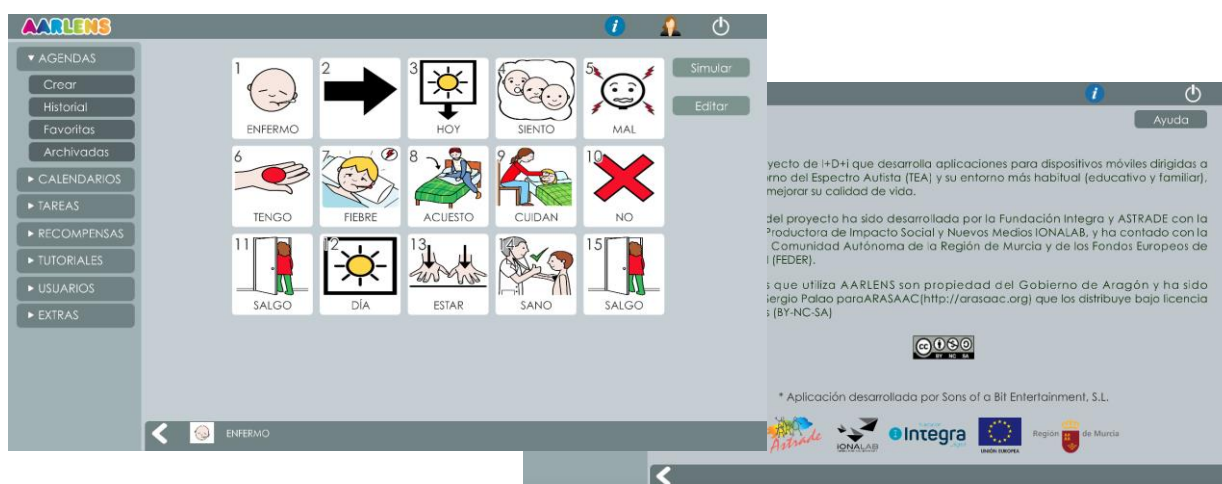 AARLENS
AGENDAS
Crear
Historial
Favoritas
Archivadas
CALENDARIOS
TAREAS
RECOMPENSAS
TUTORIALES
USUARIOS
EXTRAS
1 2 3 4 5
ENFERMO HOY SIENTO MAL
6 7 8 9 10
TENGO FIEBRE ACUESTO CUIDAN NO
11 12 13 14 15
SALGO DÍA ESTAR SANO SALGO
Simular
Editar
ENFERMO
Ayuda
de I+D+i que desarrolla aplicaciones para dispositivos móviles dirigidas a
del Espectro Autista (TEA) y su entorno más habitual (educativo y familiar),
mejorar su calidad de vida.
del proyecto ha sido desarrollada por la Fundación Integra y ASTRADE con la
Productora de Impacto Social y Nuevos Medios IONALAB, y ha contado con la
Comunidad Autónoma de la Región de Murcia y de los Fondos Europeos de
(FEDER).
que utiliza AARLENS son propiedad del Gobierno de Aragón y ha sido
Sergio Palao paraARASAAC(http://arasaac.org) que los distribuye bajo licencia
(BY-NC-SA)
cc BY NC SA
* Aplicación desarrollada por Sons of a Bit Entertainment, S.L.
Astrade
IONALAB
Integra
UNIÓN EUROPEA
Región de Murcia